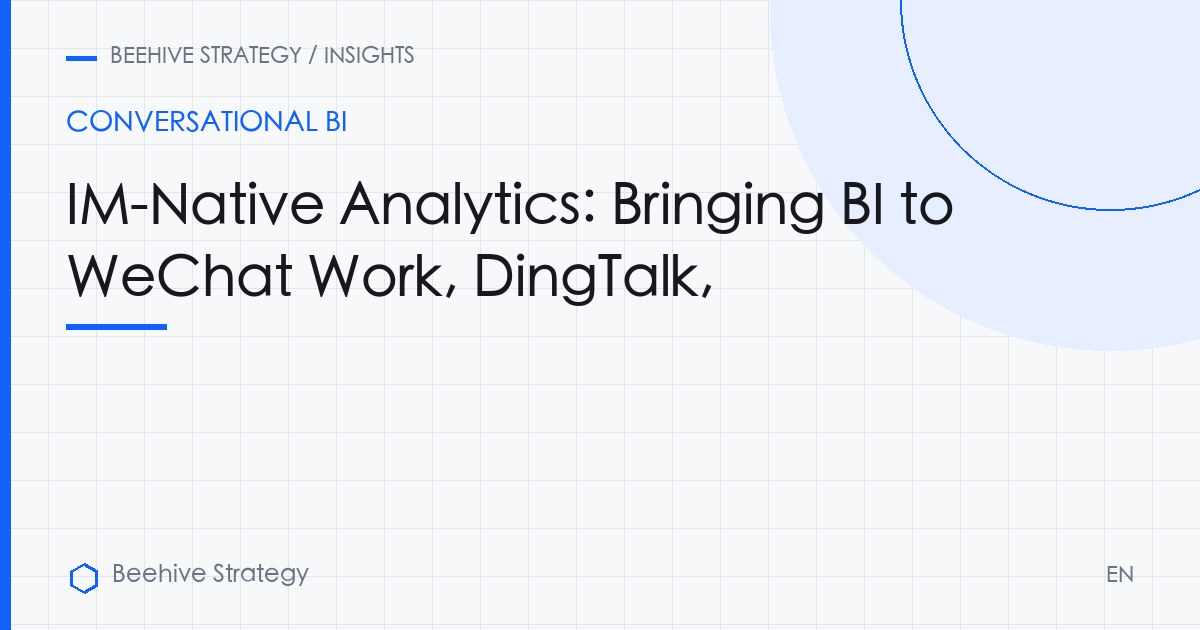 BEEHIVE STRATEGY / INSIGHTS
CONVERSATIONAL BI
IM-Native Analytics: Bringing BI to
WeChat Work, DingTalk,
Beehive Strategy
EN